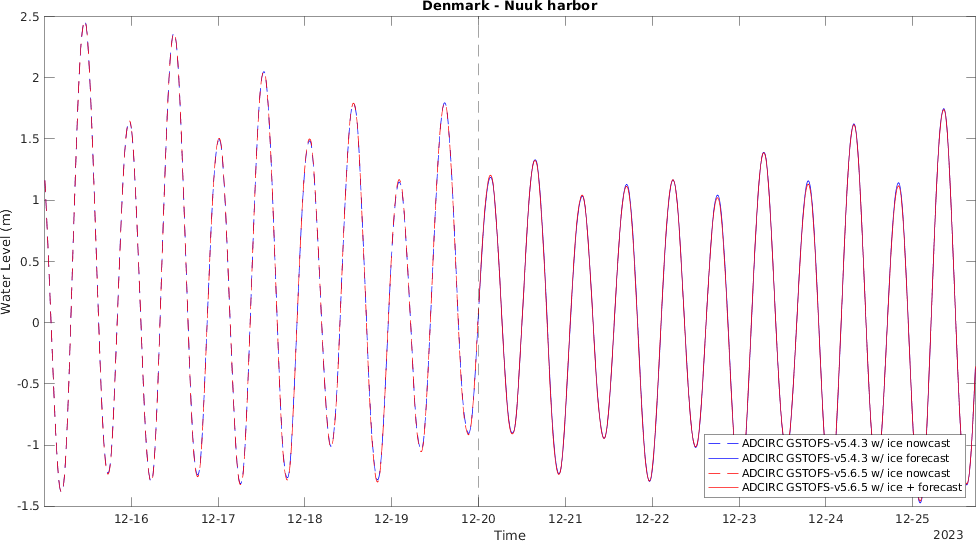 Denmark - Nuuk harbor
2.5
2
1.5
1
0.5
0
-0.5
-1
-1.5
Water Level (m)
ADCIRC GSTOFS-v5.4.3 w/ ice nowcast
ADCIRC GSTOFS-v5.4.3 w/ ice forecast
ADCIRC GSTOFS-v5.6.5 w/ ice nowcast
ADCIRC GSTOFS-v5.6.5 w/ ice + forecast
12-16 12-17 12-18 12-19 12-20 12-21 12-22 12-23 12-24 12-25
Time
2023